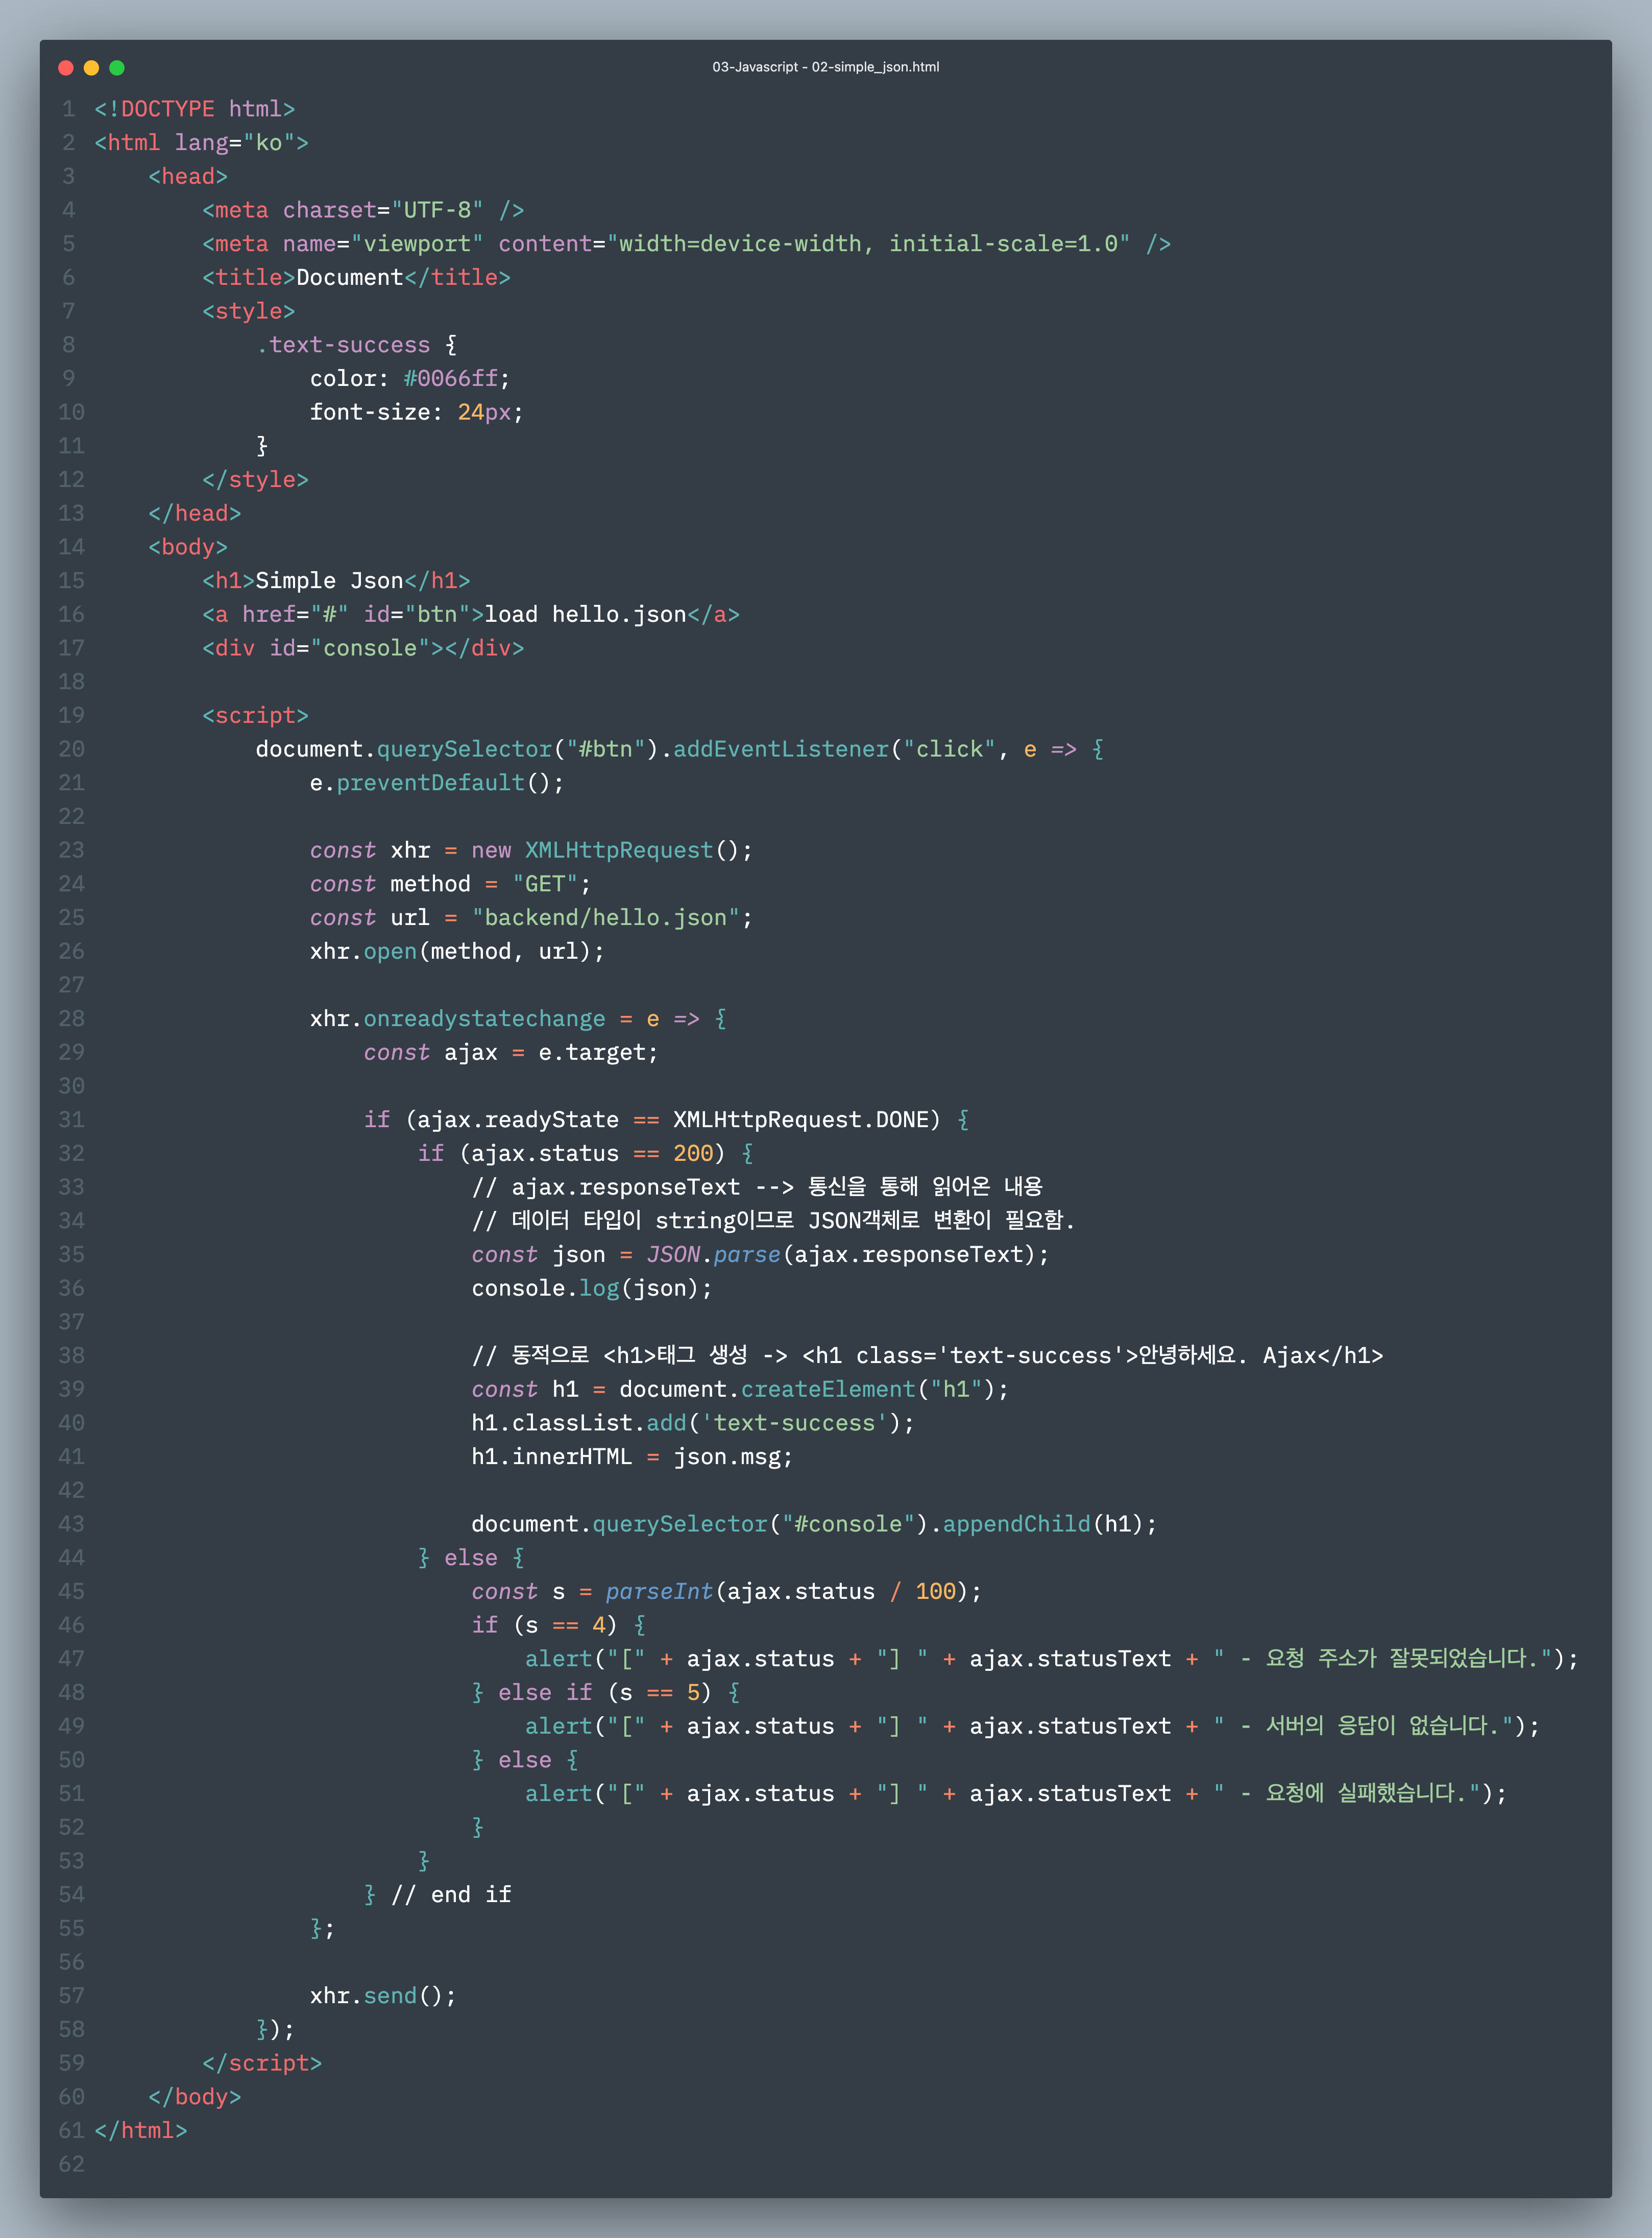 03-Javascript - 02-simple_json.html
1 <!DOCTYPE html>
2 <html lang="ko">
3     <head>
4         <meta charset="UTF-8" />
5         <meta name="viewport" content="width=device-width, initial-scale=1.0" />
6         <title>Document</title>
7         <style>
8             .text-success {
9                 color: #0066ff;
10                 font-size: 24px;
11             }
12         </style>
13     </head>
14     <body>
15         <h1>Simple Json</h1>
16         <a href="#" id="btn">load hello.json</a>
17         <div id="console"></div>
18
19         <script>
20             document.querySelector("#btn").addEventListener("click", e => {
21                 e.preventDefault();
22
23                 const xhr = new XMLHttpRequest();
24                 const method = "GET";
25                 const url = "backend/hello.json";
26                 xhr.open(method, url);
27
28                 xhr.onreadystatechange = e => {
29                     const ajax = e.target;
30
31                     if (ajax.readyState == XMLHttpRequest.DONE) {
32                         if (ajax.status == 200) {
33                             // ajax.responseText --> 통신을 통해 읽어온 내용
34                             // 데이터 타입이 string이므로 JSON객체로 변환이 필요함.
35                             const json = JSON.parse(ajax.responseText);
36                             console.log(json);
37
38                             // 동적으로 <h1>태그 생성 -> <h1 class='text-success'>안녕하세요. Ajax</h1>
39                             const h1 = document.createElement("h1");
40                             h1.classList.add('text-success');
41                             h1.innerHTML = json.msg;
42
43                             document.querySelector("#console").appendChild(h1);
44                         } else {
45                             const s = parseInt(ajax.status / 100);
46                             if (s == 4) {
47                                 alert("[" + ajax.status + "] " + ajax.statusText + " - 요청 주소가 잘못되었습니다.");
48                             } else if (s == 5) {
49                                 alert("[" + ajax.status + "] " + ajax.statusText + " - 서버의 응답이 없습니다.");
50                             } else {
51                                 alert("[" + ajax.status + "] " + ajax.statusText + " - 요청에 실패했습니다.");
52                             }
53                         }
54                     } // end if
55                 };
56
57                 xhr.send();
58             });
59         </script>
60     </body>
61 </html>
62